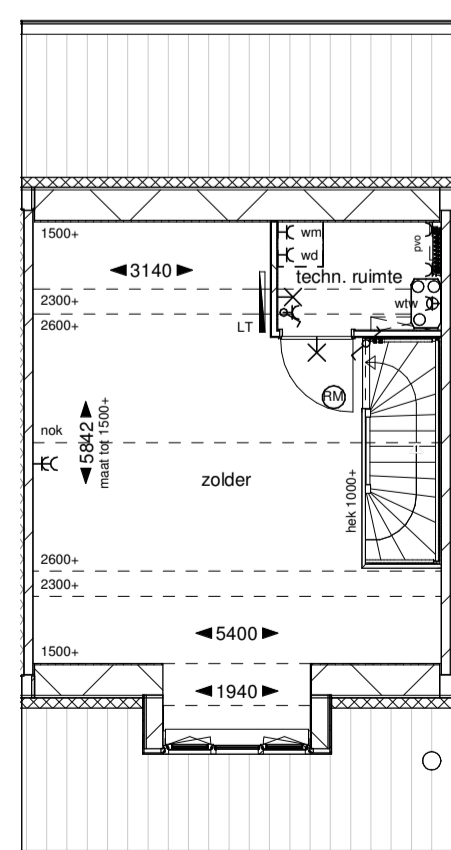 1500+
wm
wd
pvo
3140
techn. ruimte
2300+
wtw
2600+
LT
RM
nok
5842
maat tot 1500+
zolder
hek 1000+
2600+
2300+
5400
1500+
1940